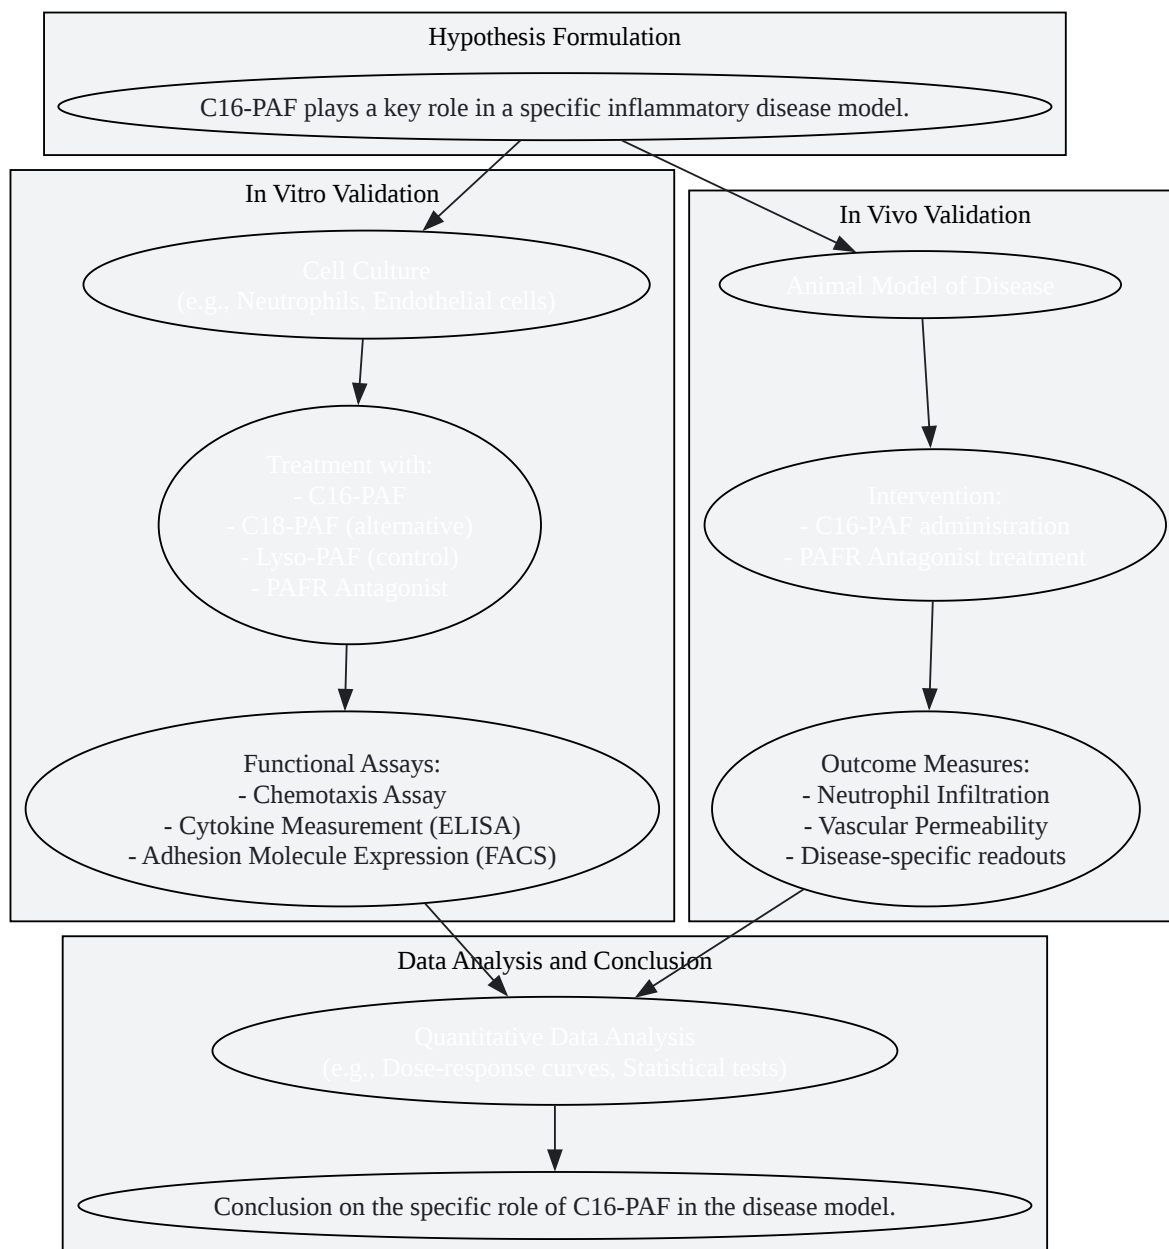 Hypothesis Formulation
C16-PAF plays a key role in a specific inflammatory disease model.
In Vitro Validation
Cell Culture
(e.g., Neutrophils, Endothelial cells)
Treatment with:
- C16-PAF
- C18-PAF (alternative)
- Lyso-PAF (control)
- PAFR Antagonist
Functional Assays:
- Chemotaxis Assay
- Cytokine Measurement (ELISA)
- Adhesion Molecule Expression (FACS)
In Vivo Validation
Animal Model of Disease
Intervention:
- C16-PAF administration
- PAFR Antagonist treatment
Outcome Measures:
- Neutrophil Infiltration
- Vascular Permeability
- Disease-specific readouts
Data Analysis and Conclusion
Quantitative Data Analysis
(e.g., Dose-response curves, Statistical tests)
Conclusion on the specific role of C16-PAF in the disease model.